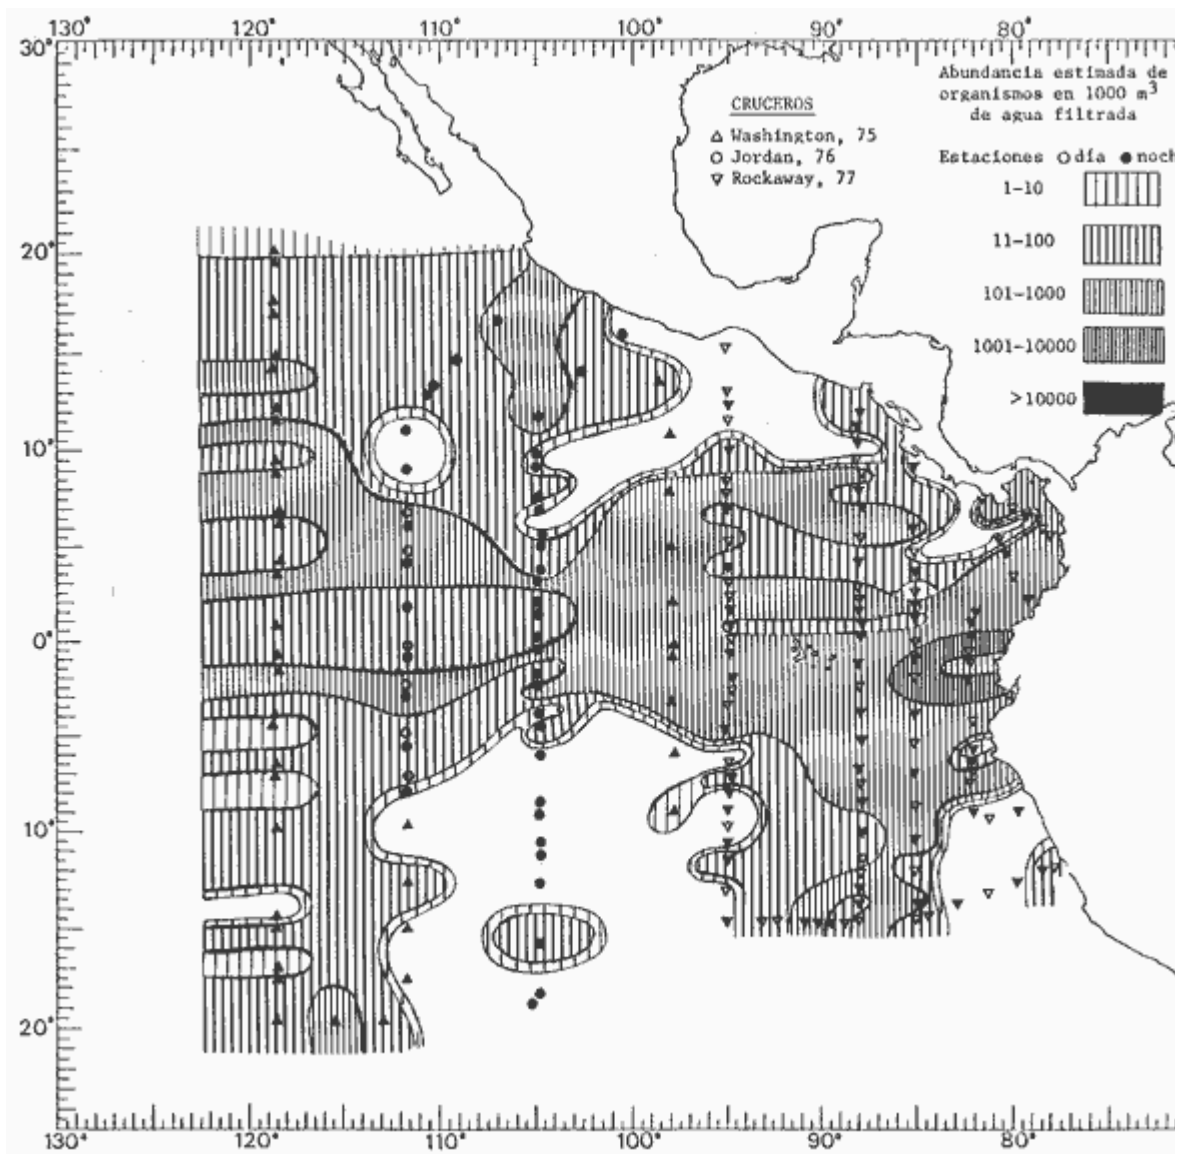 130° 120° 110° 100° 90° 80°
30°
20°
10°
0°
10°
20°
130° 120° 110° 100° 90° 80°
CRUCEROS
△ Washington, 75
○ Jordan, 76
▽ Rockaway, 77
Abundancia estimada de
organismos en 1000 m³
de agua filtrada
Estaciones ○día ●noch
1-10
11-100
101-1000
1001-10000
>10000